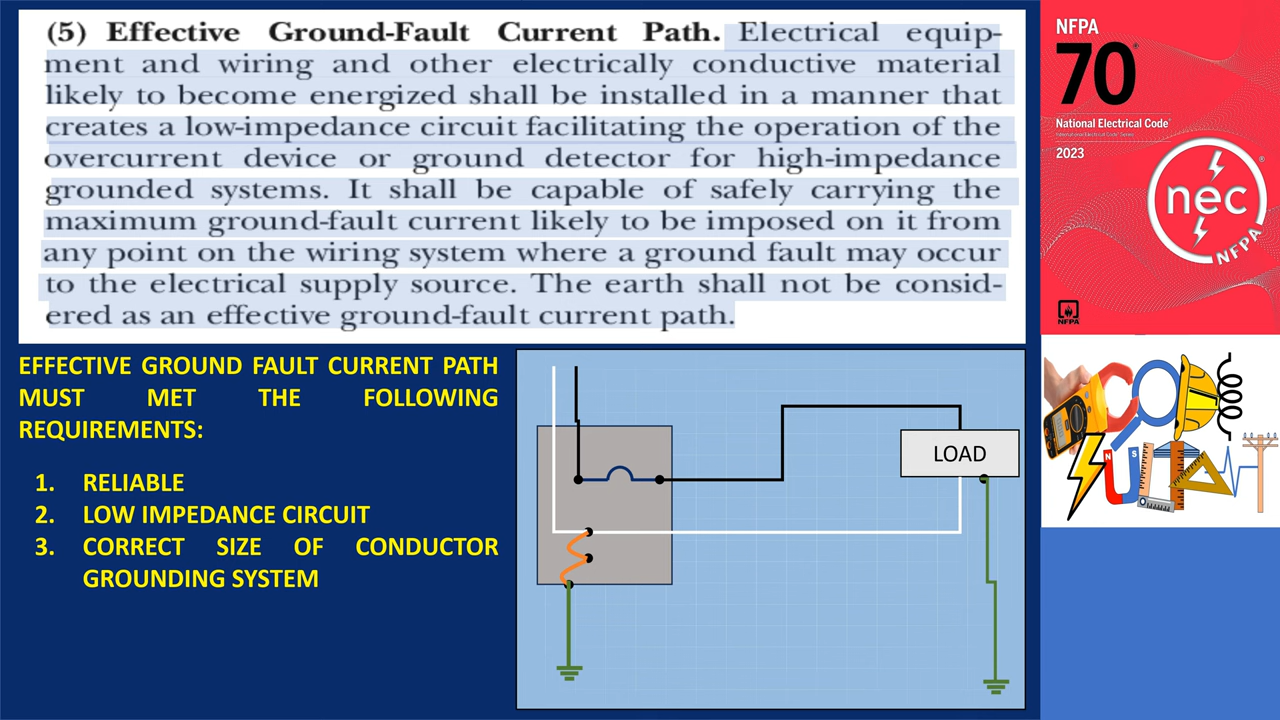 (5) Effective Ground-Fault Current Path. Electrical equip-
ment and wiring and other electrically conductive material
likely to become energized shall be installed in a manner that
creates a low-impedance circuit facilitating the operation of the
overcurrent device or ground detector for high-impedance
grounded systems. It shall be capable of safely carrying the
maximum ground-fault current likely to be imposed on it from
any point on the wiring system where a ground fault may occur
to the electrical supply source. The earth shall not be consid-
ered as an effective ground-fault current path.
EFFECTIVE GROUND FAULT CURRENT PATH
MUST MET THE FOLLOWING
REQUIREMENTS:
1. RELIABLE
2. LOW IMPEDANCE CIRCUIT
3. CORRECT SIZE OF CONDUCTOR
GROUNDING SYSTEM
LOAD
NFPA
70®
National Electrical Code®
2023
nec®
NFPA
NFPA
N S